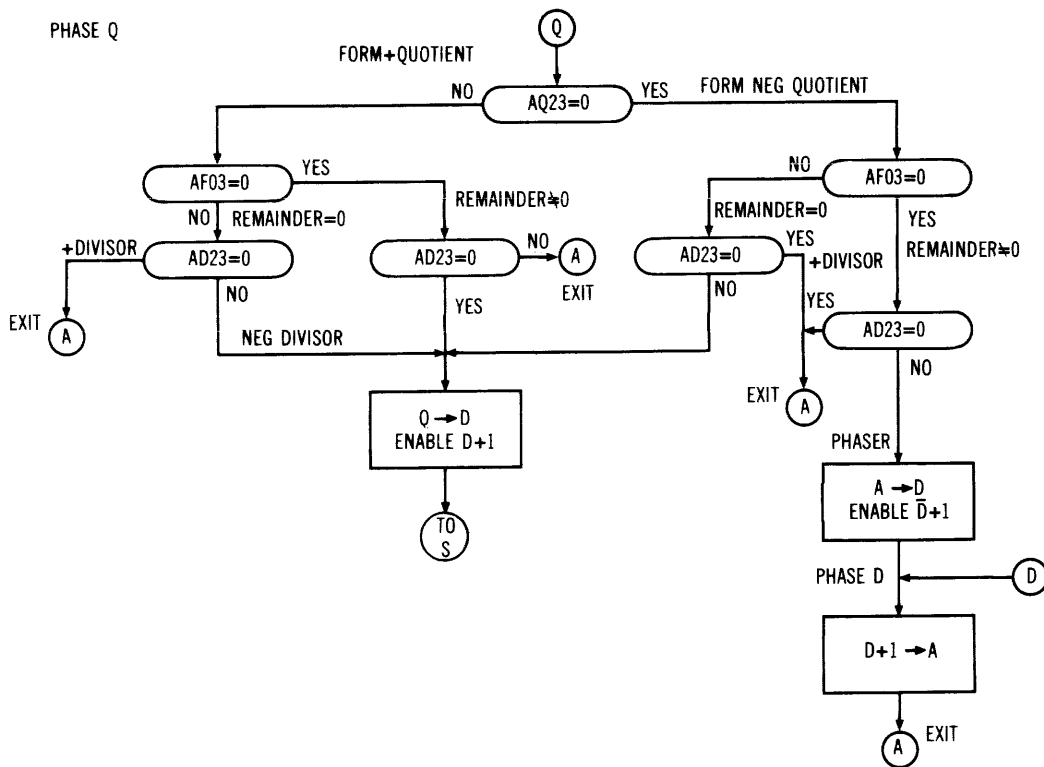 PHASE Q
Q
FORM+QUOTIENT
NO
AQ23=0
YES
FORM NEG QUOTIENT
AF03=0
YES
NO
AF03=0
NO
REMAINDER=0
REMAINDER≠0
REMAINDER=0
YES
REMAINDER≠0
+DIVISOR
AD23=0
AD23=0
NO
A
EXIT
AD23=0
YES
+DIVISOR
NO
YES
NO
YES
AD23=0
EXIT
A
NEG DIVISOR
NO
Q→D
ENABLE D+1
EXIT
A
PHASER
A→D
ENABLE D̅+1
TO
S
PHASE D
D
D+1→A
A
EXIT